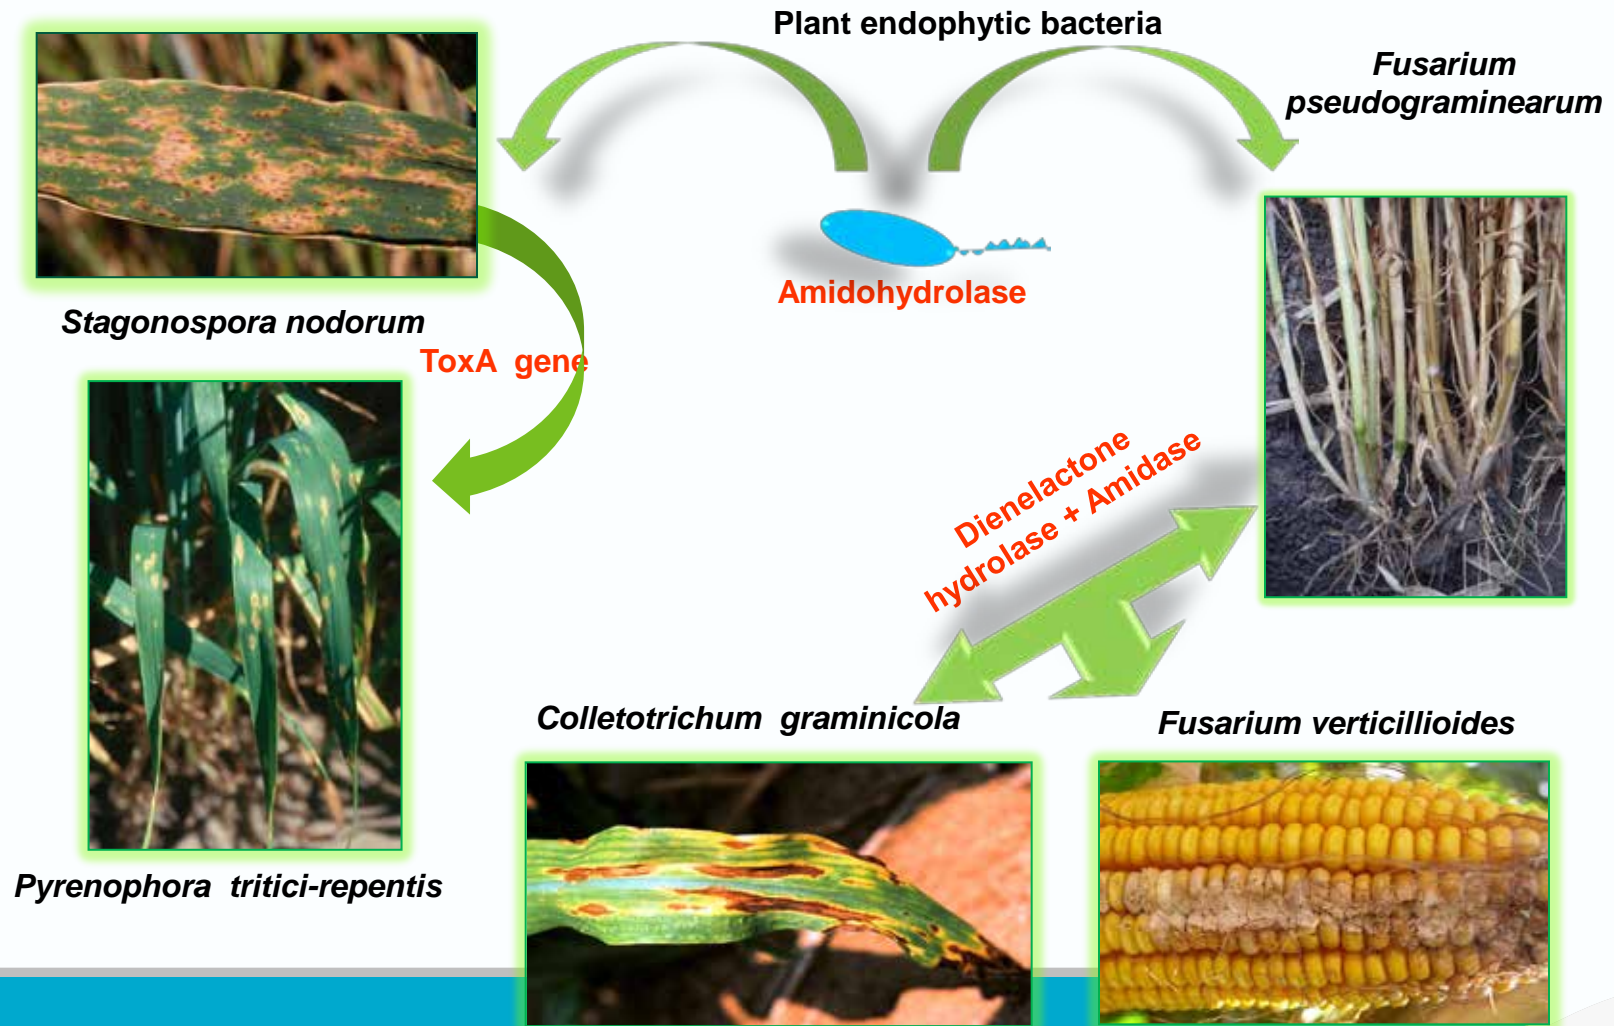 Plant endophytic bacteria
Fusarium
pseudograminearum
Amidohydrolase
Stagonospora nodorum
ToxA gene
Dienelactone
hydrolase + Amidase
Colletotrichum graminicola
Fusarium verticillioides
Pyrenophora tritici-repentis